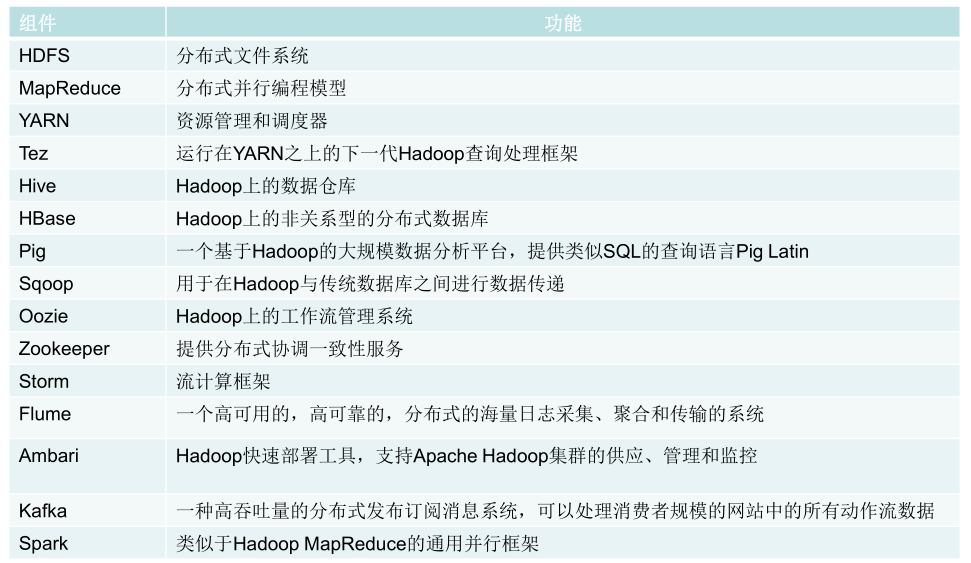 组件 功能
HDFS 分布式文件系统
MapReduce 分布式并行编程模型
YARN 资源管理和调度器
Tez 运行在YARN之上的下一代Hadoop查询处理框架
Hive Hadoop上的数据仓库
HBase Hadoop上的非关系型的分布式数据库
Pig 一个基于Hadoop的大规模数据分析平台，提供类似SQL的查询语言Pig Latin
Sqoop 用于在Hadoop与传统数据库之间进行数据传递
Oozie Hadoop上的工作流管理系统
Zookeeper 提供分布式协调一致性服务
Storm 流计算框架
Flume 一个高可用的，高可靠的，分布式的海量日志采集、聚合和传输的系统
Ambari Hadoop快速部署工具，支持Apache Hadoop集群的供应、管理和监控
Kafka 一种高吞吐量的分布式发布订阅消息系统，可以处理消费者规模的网站中的所有动作流数据
Spark 类似于Hadoop MapReduce的通用并行框架